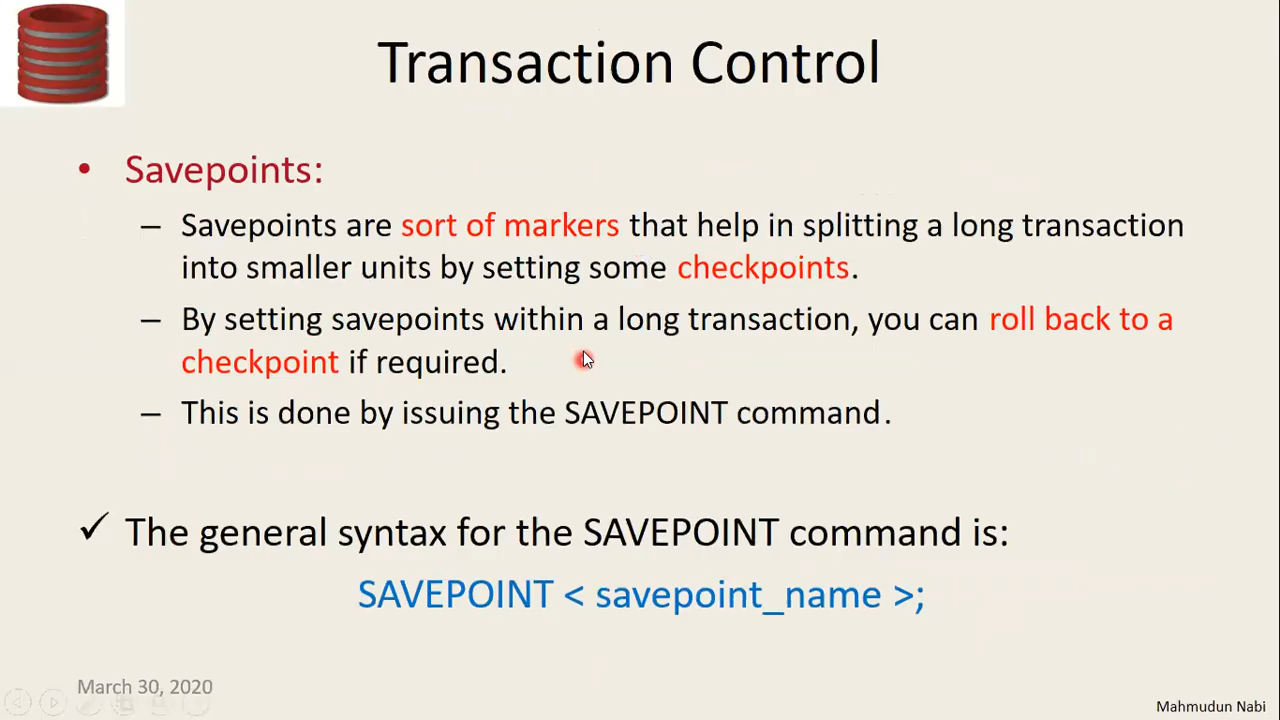 Transaction Control
• Savepoints:
– Savepoints are sort of markers that help in splitting a long transaction
into smaller units by setting some checkpoints.
– By setting savepoints within a long transaction, you can roll back to a
checkpoint if required.
– This is done by issuing the SAVEPOINT command.
✓ The general syntax for the SAVEPOINT command is:
SAVEPOINT < savepoint_name >;
March 30, 2020
Mahmudun Nabi